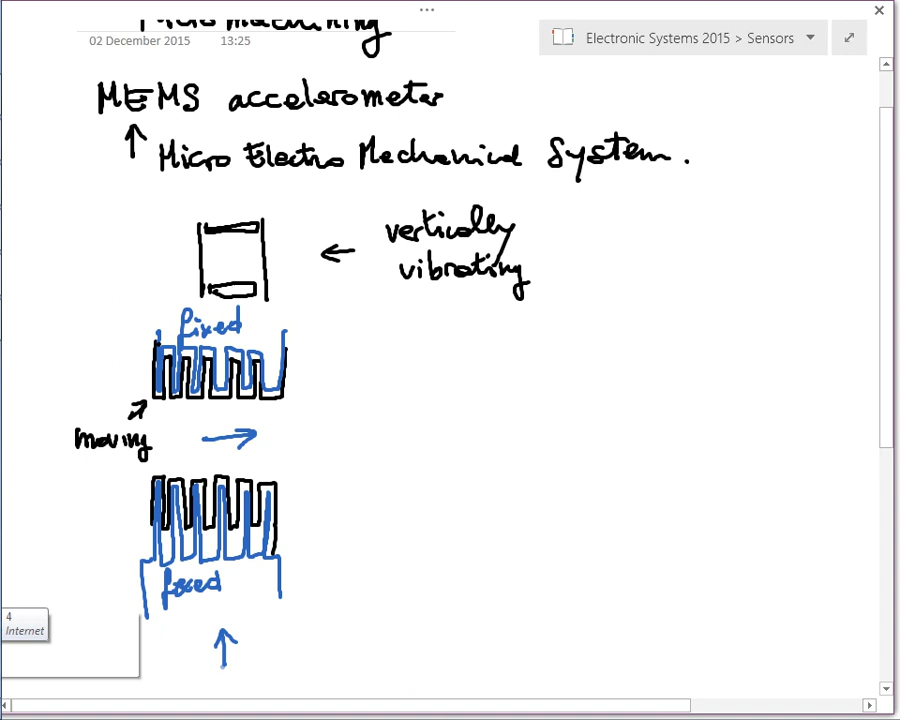 Micromachining
02 December 2015 13:25
Electronic Systems 2015 > Sensors
MEMS accelerometer
↑ Micro Electro Mechanical System.
← vertically
vibrating
fixed
moving
fixed
4
Internet